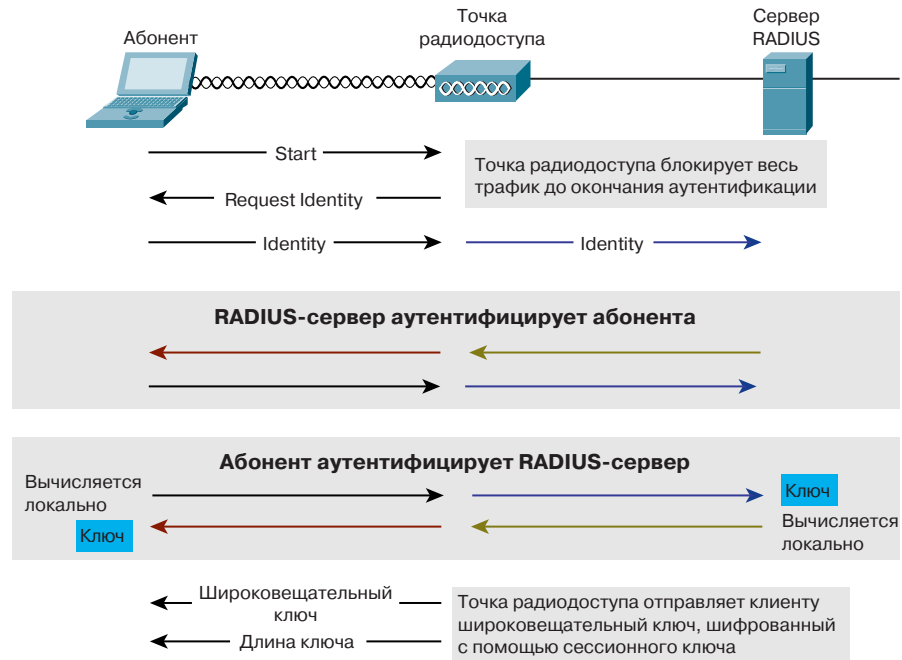 Абонент
Точка
радиодоступа
Сервер
RADIUS
Start
Точка радиодоступа блокирует весь
трафик до окончания аутентификации
Request Identity
Identity
Identity
RADIUS-сервер аутентифицирует абонента
Абонент аутентифицирует RADIUS-сервер
Вычисляется
локально
Ключ
Ключ
Вычисляется
локально
Широковещательный
ключ
Длина ключа
Точка радиодоступа отправляет клиенту
широковещательный ключ, шифрованный
с помощью сессионного ключа